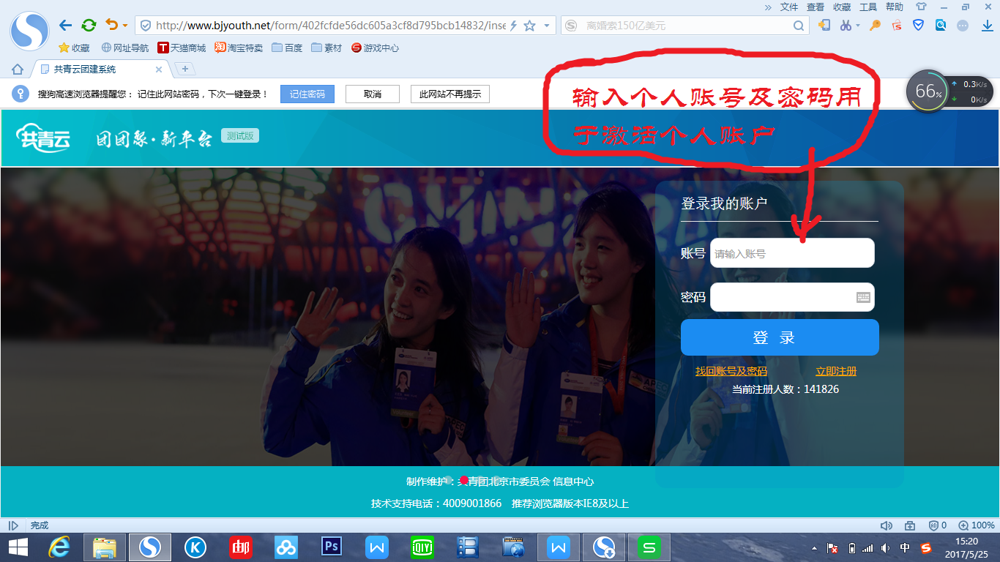 » 文件 查看 收藏 工具 帮助
http://www.bjyouth.net/form/402fcfde56dc605a3cf8d795bcb14832/inse
离婚索150亿美元
收藏 网址导航 T 天猫商城 淘 淘宝特卖 百度 素材 游戏中心
共青云团建系统
搜狗高速浏览器提醒您： 记住此网站密码，下次一键登录！ 记住密码 取消 此网站不再提示
66% 0.3K/s
0K/s
输入个人账号及密码用
于激活个人账户
共青云 团团聚·新平台 测试版
登录我的账户
账号 请输入账号
密码
登 录
找回账号及密码 立即注册
当前注册人数：141826
制作维护：共青团北京市委员会 信息中心
技术支持电话：4009001866 推荐浏览器版本IE8及以上
完成 0 100%
K 邮 Ps W iQIY W S 中 S
15:20
2017/5/25